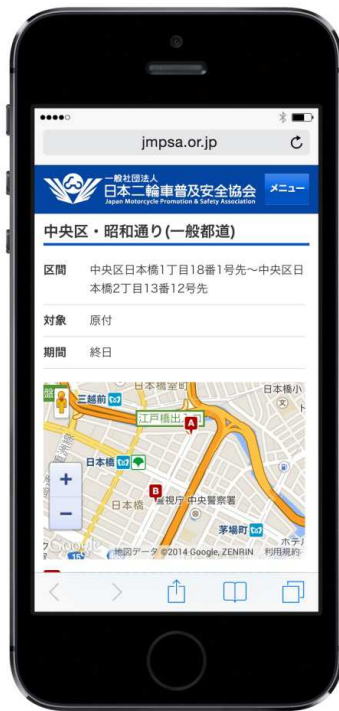 jmpsa.or.jp
一般社団法人
日本二輪車普及安全協会
Japan Motorcycle Promotion & Safety Association
メニュー
中央区・昭和通り(一般都道)
区間 中央区日本橋1丁目18番1号先～中央区日
本橋2丁目13番12号先
対象 原付
期間 終日
日本橋室町
日本橋小
三越前
江戸橋出
A
日本橋
B
日本橋
警視庁 中央警察署
茅場町
ホテ
Google
地図データ ©2014 Google, ZENRIN 利用規約
15